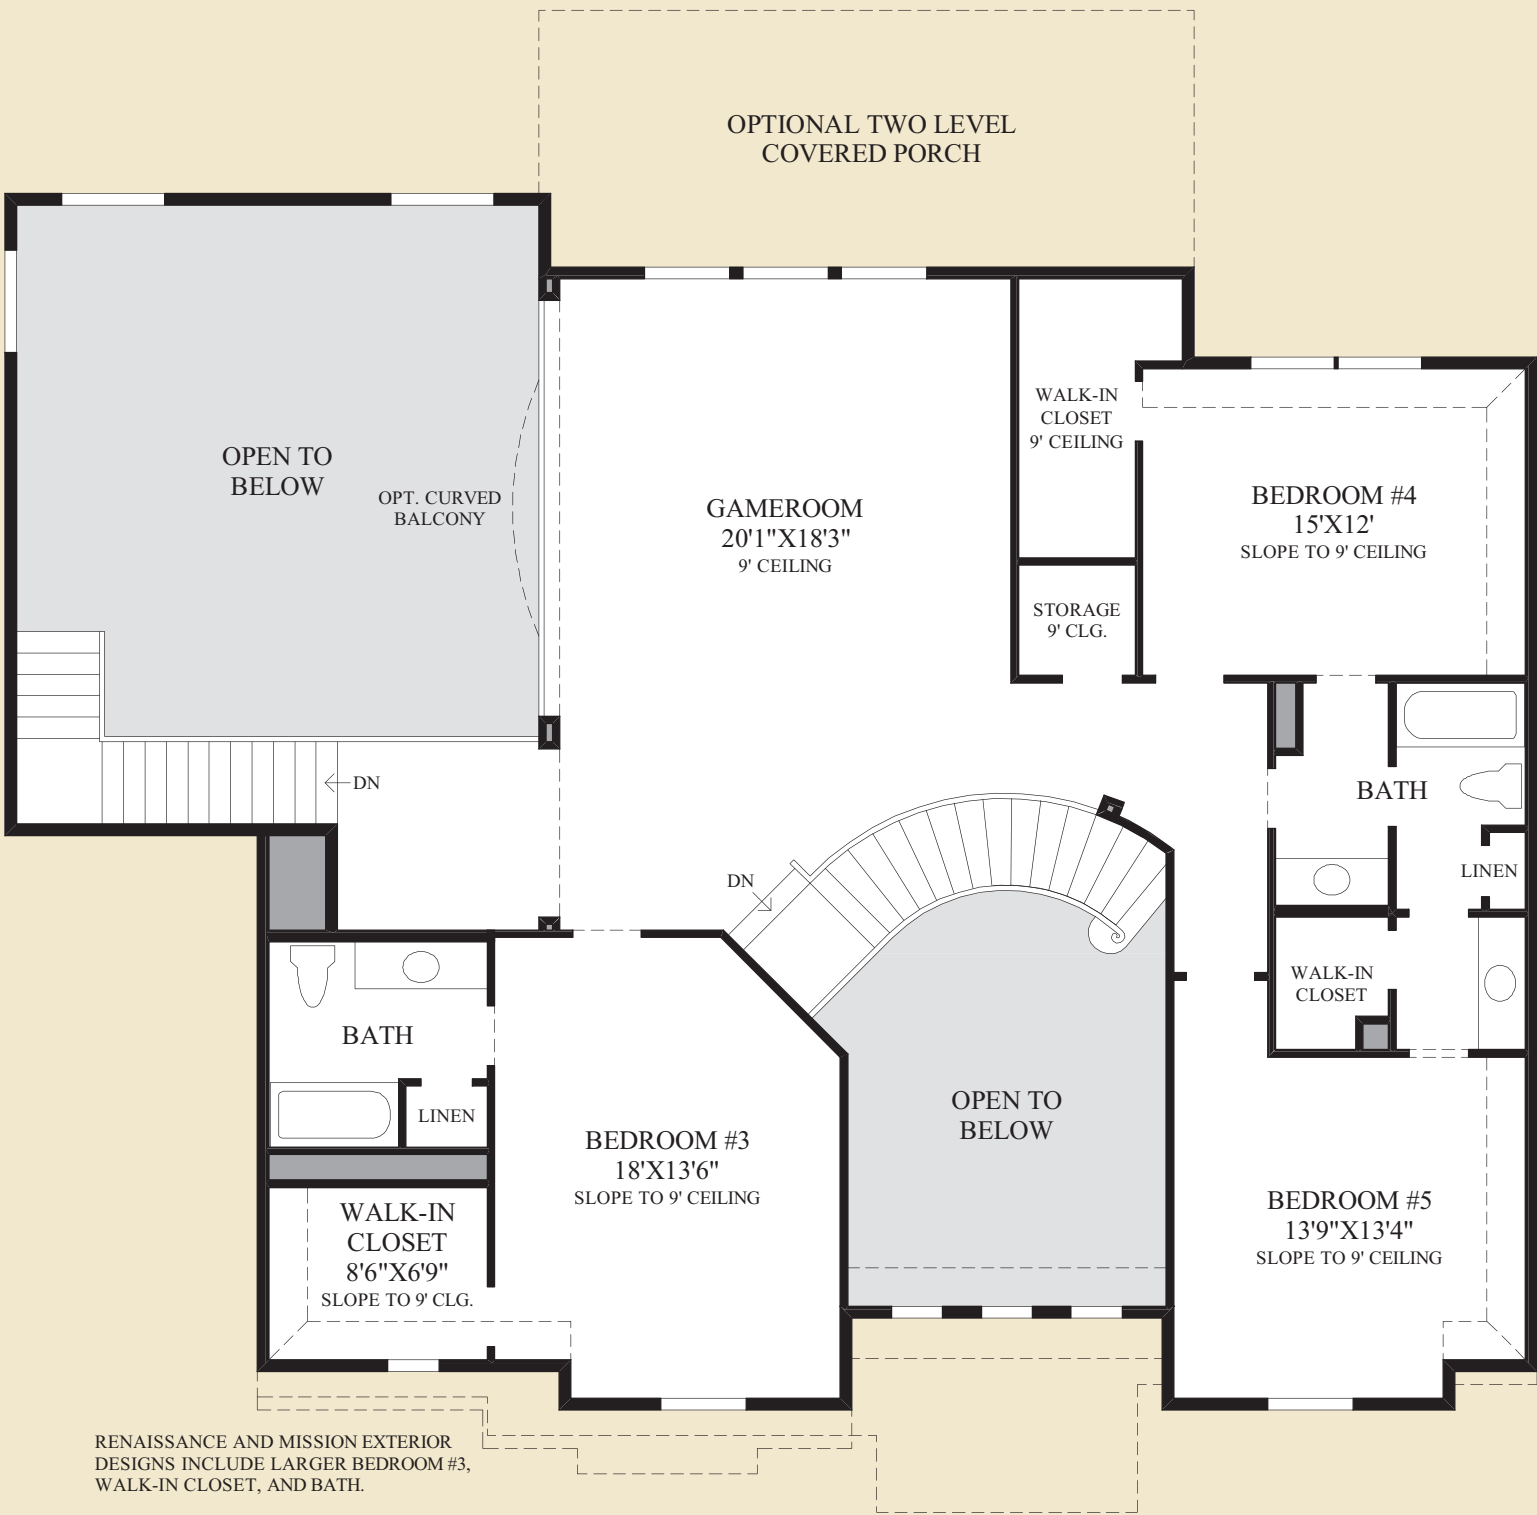 OPTIONAL TWO LEVEL
COVERED PORCH
OPEN TO
BELOW
OPT. CURVED
BALCONY
GAMEROOM
20'1"X18'3"
9' CEILING
WALK-IN
CLOSET
9' CEILING
BEDROOM #4
15'X12'
SLOPE TO 9' CEILING
STORAGE
9' CLG.
DN
BATH
LINEN
DN
WALK-IN
CLOSET
BATH
LINEN
BEDROOM #3
18'X13'6"
SLOPE TO 9' CEILING
OPEN TO
BELOW
WALK-IN
CLOSET
8'6"X6'9"
SLOPE TO 9' CLG.
BEDROOM #5
13'9"X13'4"
SLOPE TO 9' CEILING
RENAISSANCE AND MISSION EXTERIOR
DESIGNS INCLUDE LARGER BEDROOM #3,
WALK-IN CLOSET, AND BATH.